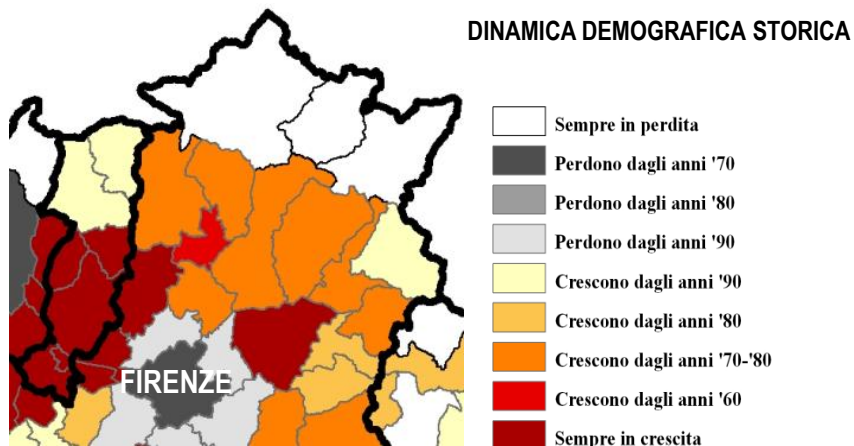 DINAMICA DEMOGRAFICA STORICA
Sempre in perdita
Perdono dagli anni '70
Perdono dagli anni '80
Perdono dagli anni '90
Crescono dagli anni '90
Crescono dagli anni '80
Crescono dagli anni '70-'80
Crescono dagli anni '60
Sempre in crescita
FIRENZE